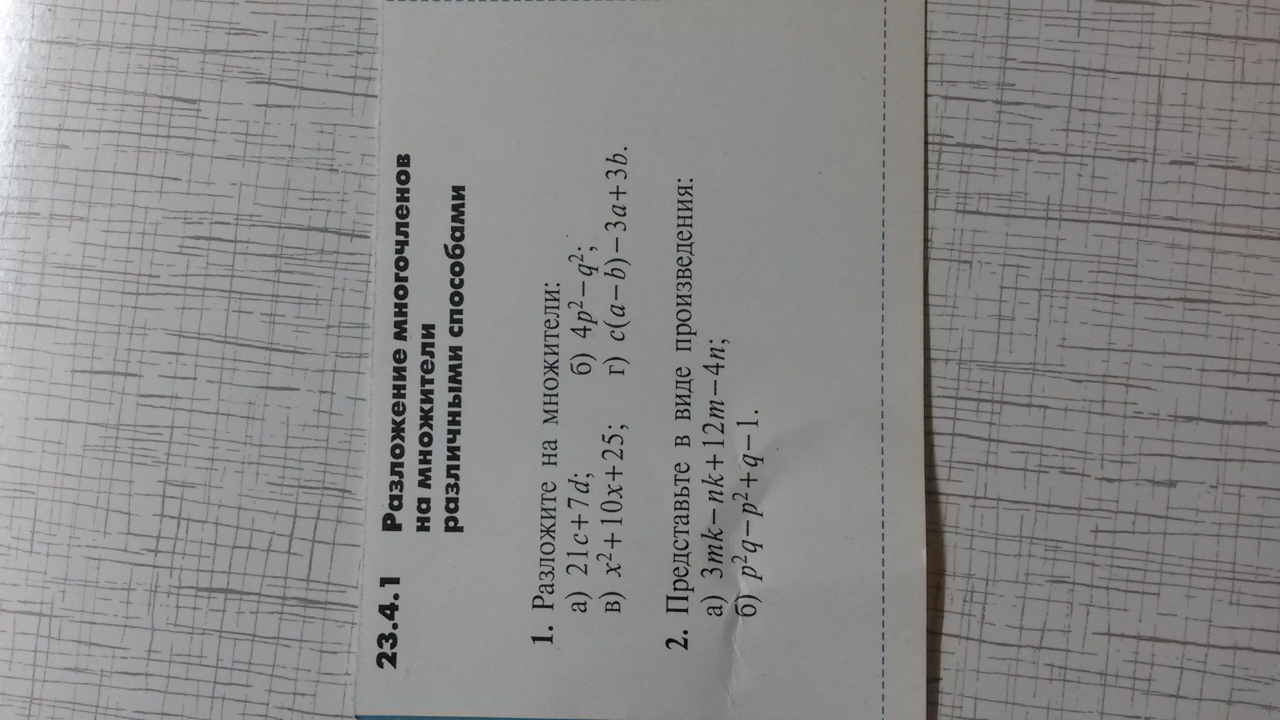 23.4.1 Разложение многочленов
на множители
различными способами
1. Разложите на множители:
а) 21c+7d; б) 4p²−q²;
в) x²+10x+25; г) c(a−b)−3a+3b.
2. Представьте в виде произведения:
а) 3mk−nk+12m−4n;
б) p²q−p²+q−1.